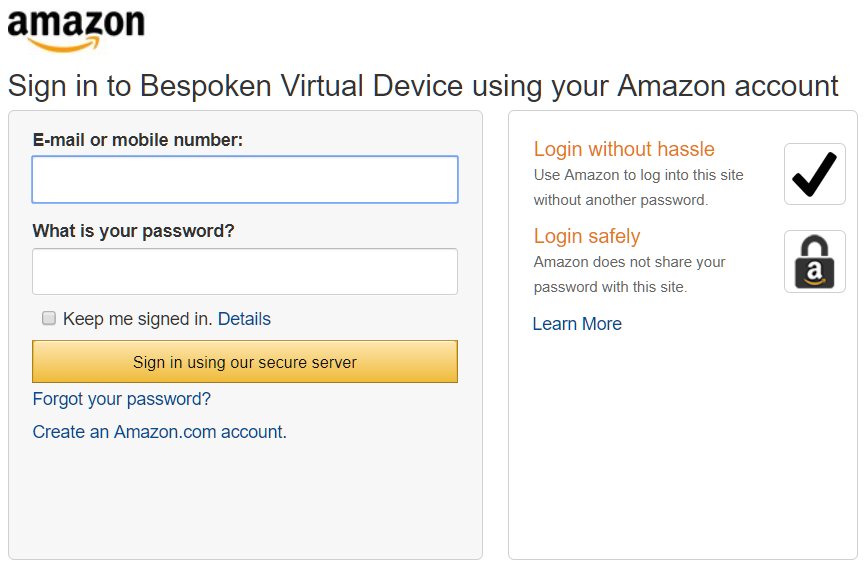 amazon
Sign in to Bespoken Virtual Device using your Amazon account
E-mail or mobile number:
What is your password?
Keep me signed in. Details
Sign in using our secure server
Forgot your password?
Create an Amazon.com account.
Login without hassle
Use Amazon to log into this site
without another password.
Login safely
Amazon does not share your
password with this site.
a
Learn More